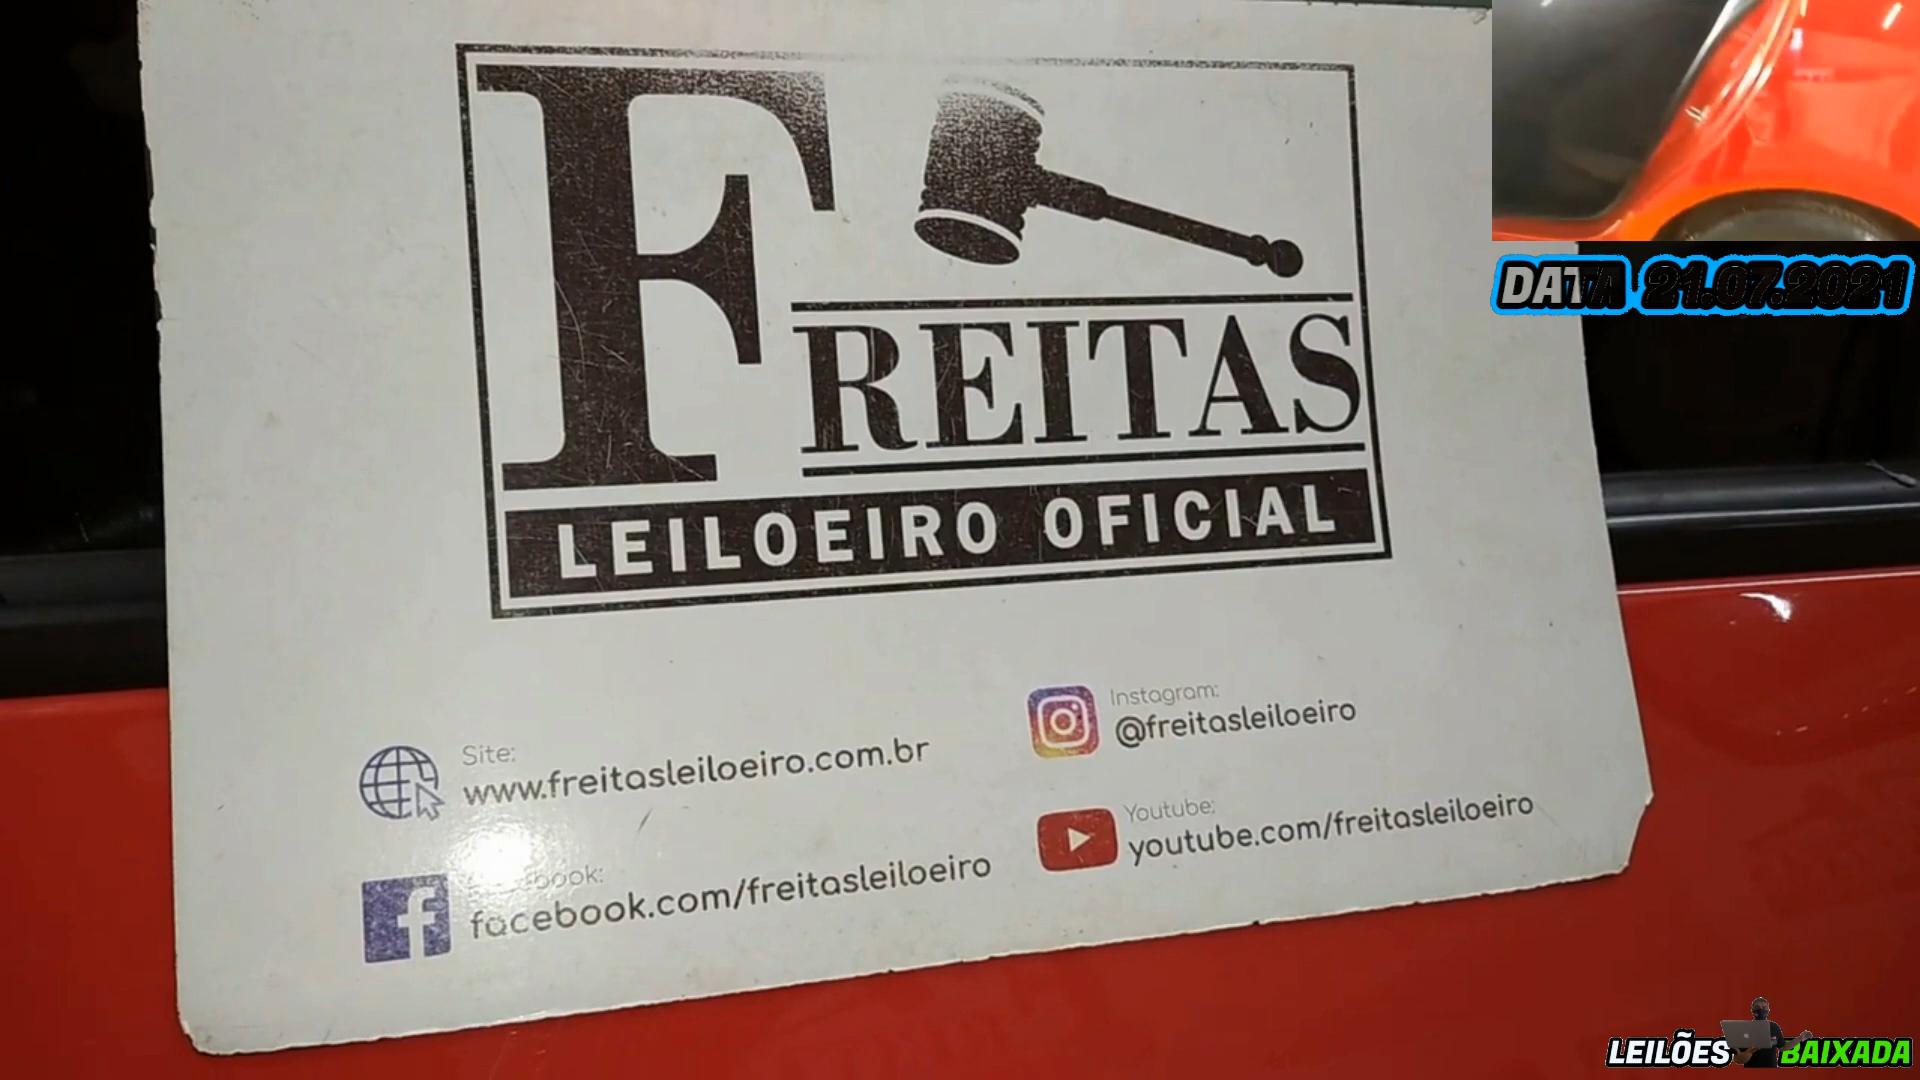 FREITAS
LEILOEIRO OFICIAL
Site:
www.freitasleiloeiro.com.br
facebook.com/freitasleiloeiro
Instagram:
@freitasleiloeiro
Youtube:
youtube.com/freitasleiloeiro
DATA 21.07.2021
LEILÕES BAIXADA